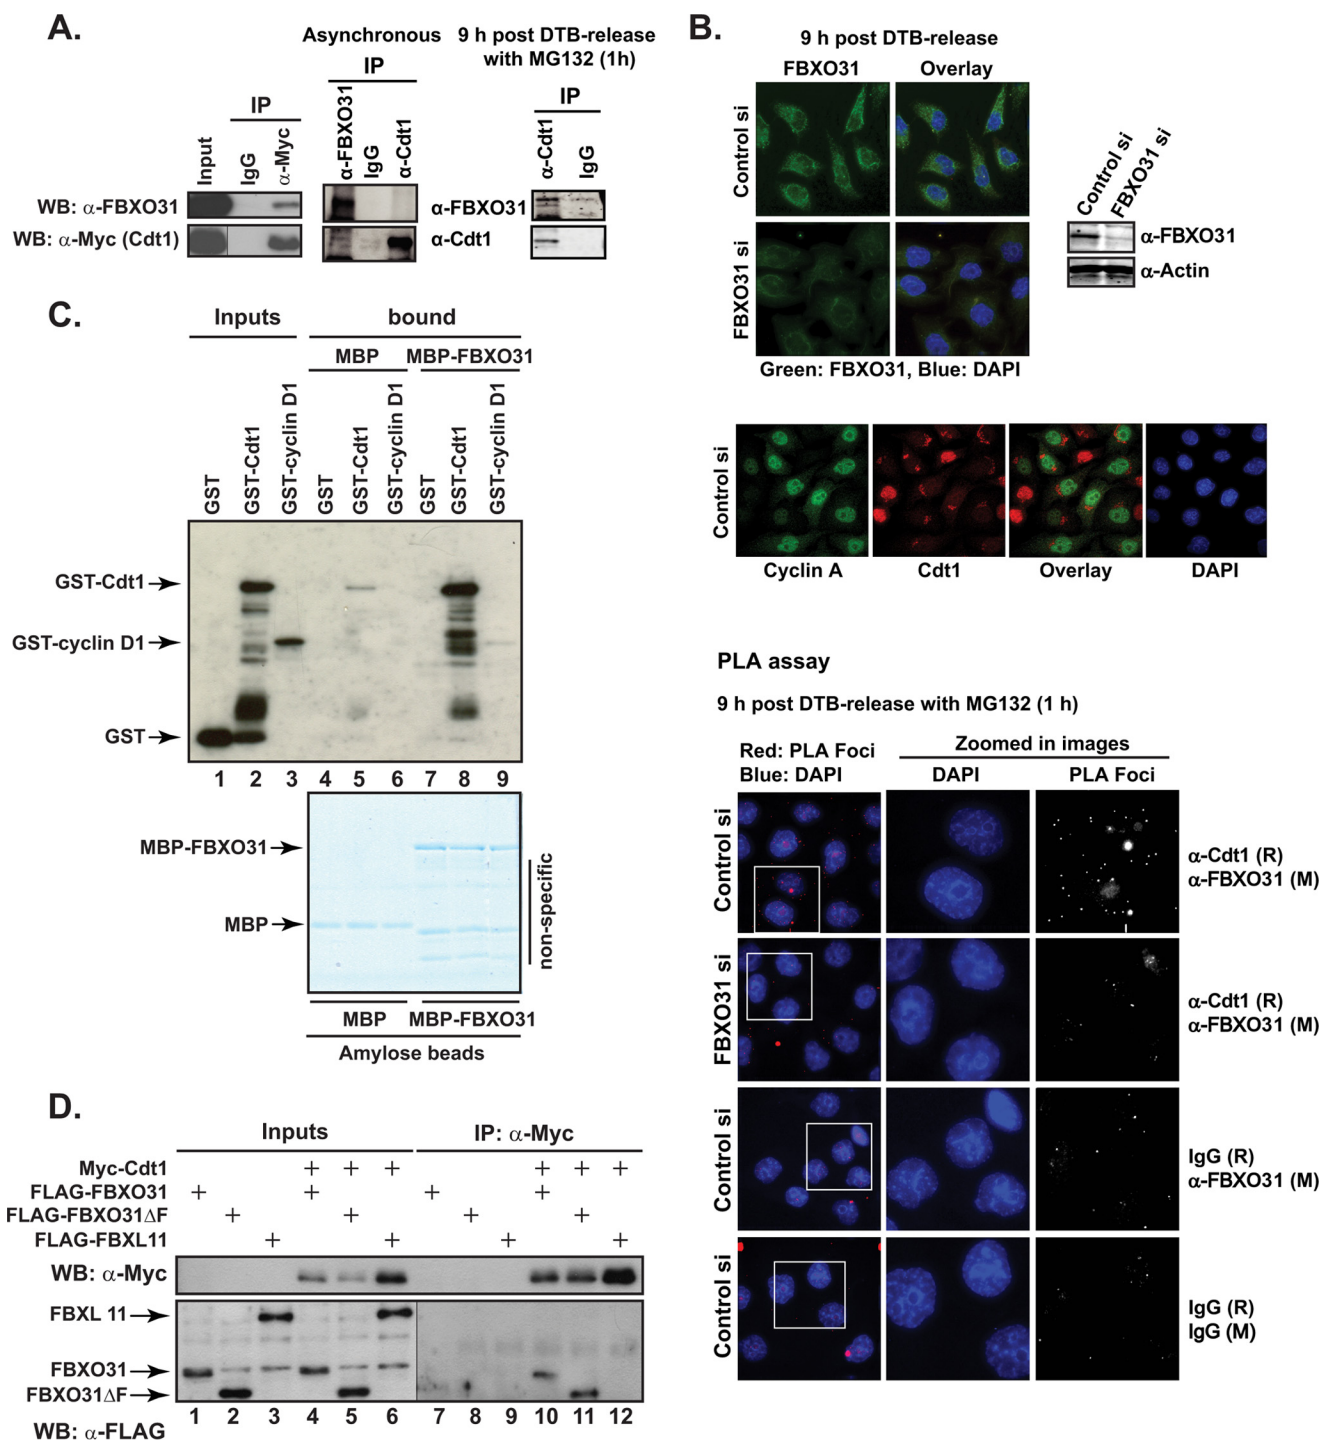 A.
Asynchronous
IP
9 h post DTB-release
with MG132 (1h)
IP
IP
Input
IgG
α-Myc
α-FBXO31
IgG
α-Cdt1
α-Cdt1
IgG
WB: α-FBXO31
α-FBXO31
WB: α-Myc (Cdt1)
α-Cdt1
B.
9 h post DTB-release
FBXO31
Overlay
Control si
FBXO31 si
Green: FBXO31, Blue: DAPI
Control si
FBXO31 si
α-FBXO31
α-Actin
Control si
Cyclin A
Cdt1
Overlay
DAPI
PLA assay
9 h post DTB-release with MG132 (1 h)
Red: PLA Foci
Blue: DAPI
Zoomed in images
DAPI
PLA Foci
Control si
α-Cdt1 (R)
α-FBXO31 (M)
FBXO31 si
α-Cdt1 (R)
α-FBXO31 (M)
Control si
IgG (R)
α-FBXO31 (M)
Control si
IgG (R)
IgG (M)
C.
Inputs
bound
MBP
MBP-FBXO31
GST
GST-Cdt1
GST-cyclin D1
GST
GST-Cdt1
GST-cyclin D1
GST
GST-Cdt1
GST-cyclin D1
GST-Cdt1
GST-cyclin D1
GST
1 2 3 4 5 6 7 8 9
MBP-FBXO31
MBP
non-specific
MBP
MBP-FBXO31
Amylose beads
D.
Inputs
IP: α-Myc
Myc-Cdt1 + + + + + +
FLAG-FBXO31 + + + +
FLAG-FBXO31ΔF + + + +
FLAG-FBXL11 + + + +
WB: α-Myc
FBXL 11
FBXO31
FBXO31ΔF
1 2 3 4 5 6 7 8 9 10 11 12
WB: α-FLAG